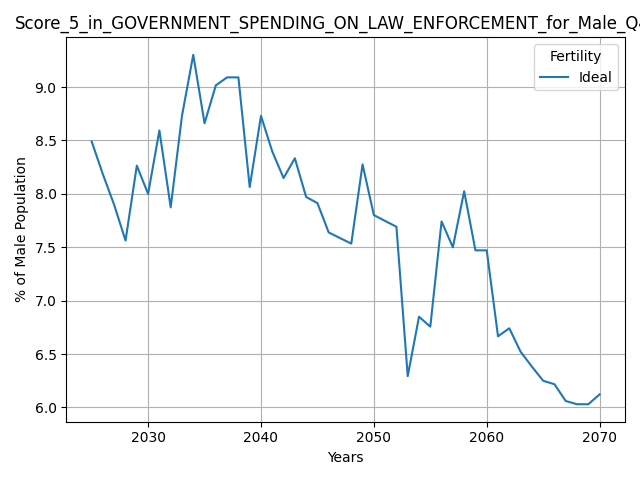 Score_5_in_GOVERNMENT_SPENDING_ON_LAW_ENFORCEMENT_for_Male_Q4
Fertility
Ideal
% of Male Population
9.0
8.5
8.0
7.5
7.0
6.5
6.0
2030 2040 2050 2060 2070
Years